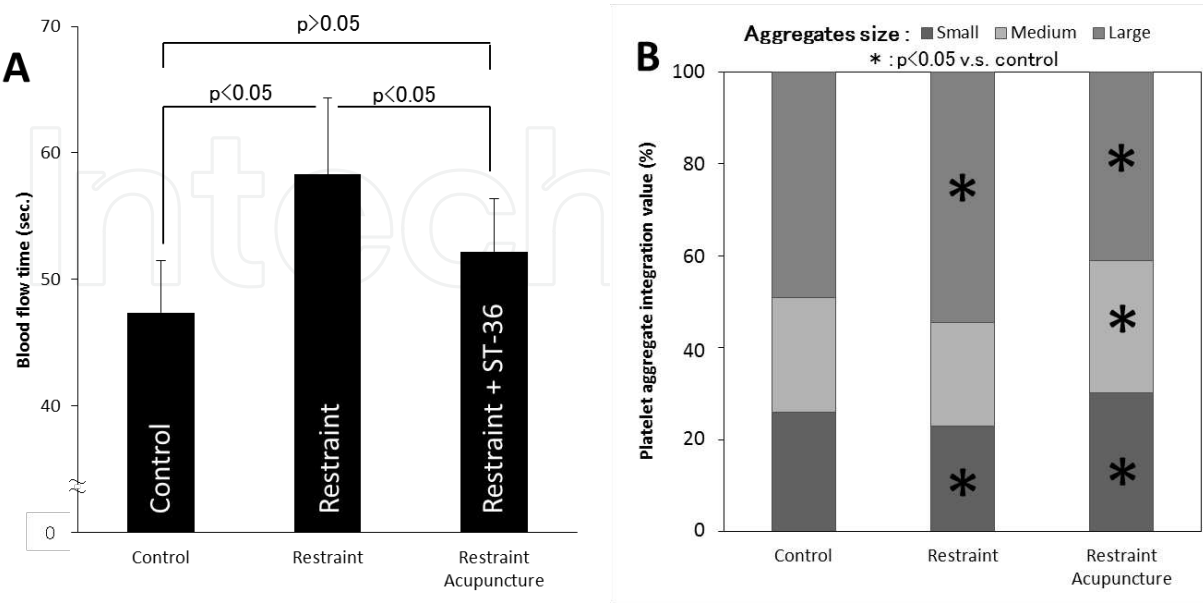 A
Blood flow time (sec.)
70
60
50
40
0
p>0.05
p<0.05
p<0.05
Control
Restraint
Restraint + ST-36
Control
Restraint
Restraint
Acupuncture
Intech
B
Aggregates size : Small Medium Large
* : p<0.05 v.s. control
Platelet aggregate integration value (%)
100
80
60
40
20
0
*
*
*
*
*
Control
Restraint
Restraint
Acupuncture